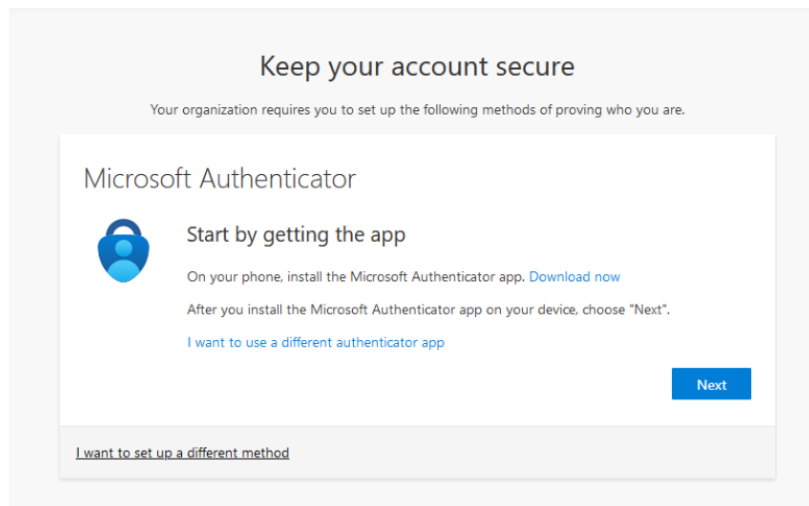 Keep your account secure
Your organization requires you to set up the following methods of proving who you are.
Microsoft Authenticator
Start by getting the app
On your phone, install the Microsoft Authenticator app. Download now
After you install the Microsoft Authenticator app on your device, choose "Next".
I want to use a different authenticator app
Next
I want to set up a different method